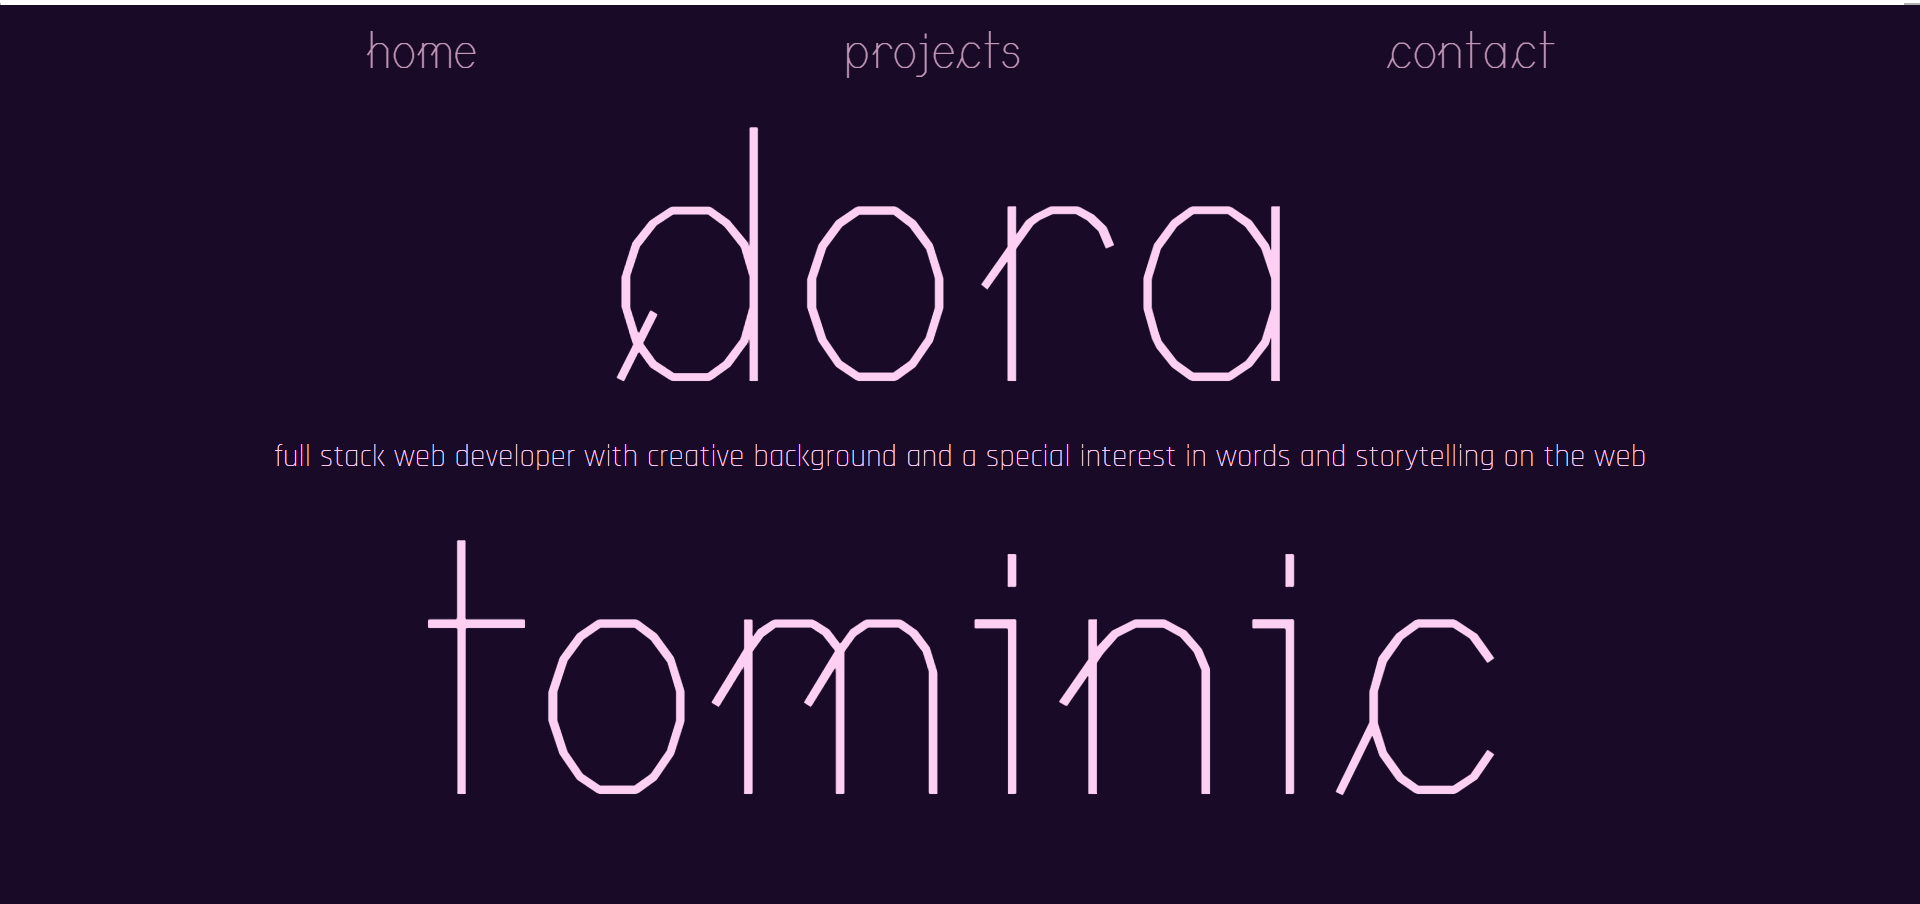 home projects contact
dora
full stack web developer with creative background and a special interest in words and storytelling on the web
tominic